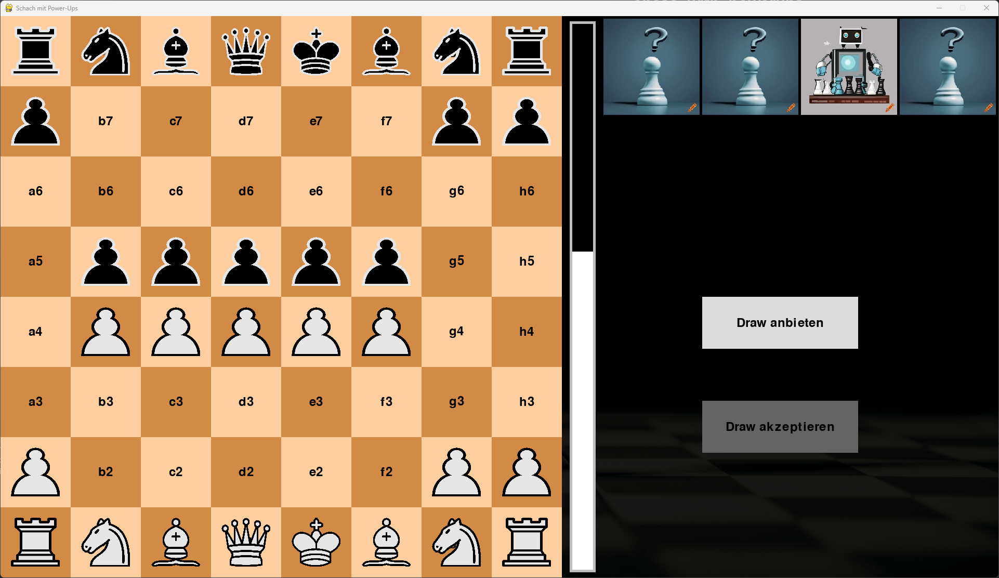 Schach mit Power-Ups
b7 c7 d7 e7 f7
a6 b6 c6 d6 e6 f6 g6 h6
a5 g5 h5
a4 g4 h4
a3 b3 c3 d3 e3 f3 g3 h3
b2 c2 d2 e2 f2
? ? ?
Draw anbieten
Draw akzeptieren